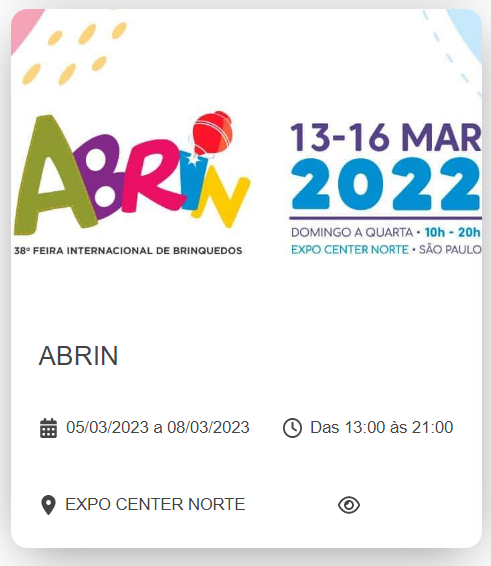 ABRIN
38ª FEIRA INTERNACIONAL DE BRINQUEDOS
13-16 MAR
2022
DOMINGO A QUARTA • 10h - 20h
EXPO CENTER NORTE • SÃO PAULO
ABRIN
05/03/2023 a 08/03/2023
Das 13:00 às 21:00
EXPO CENTER NORTE